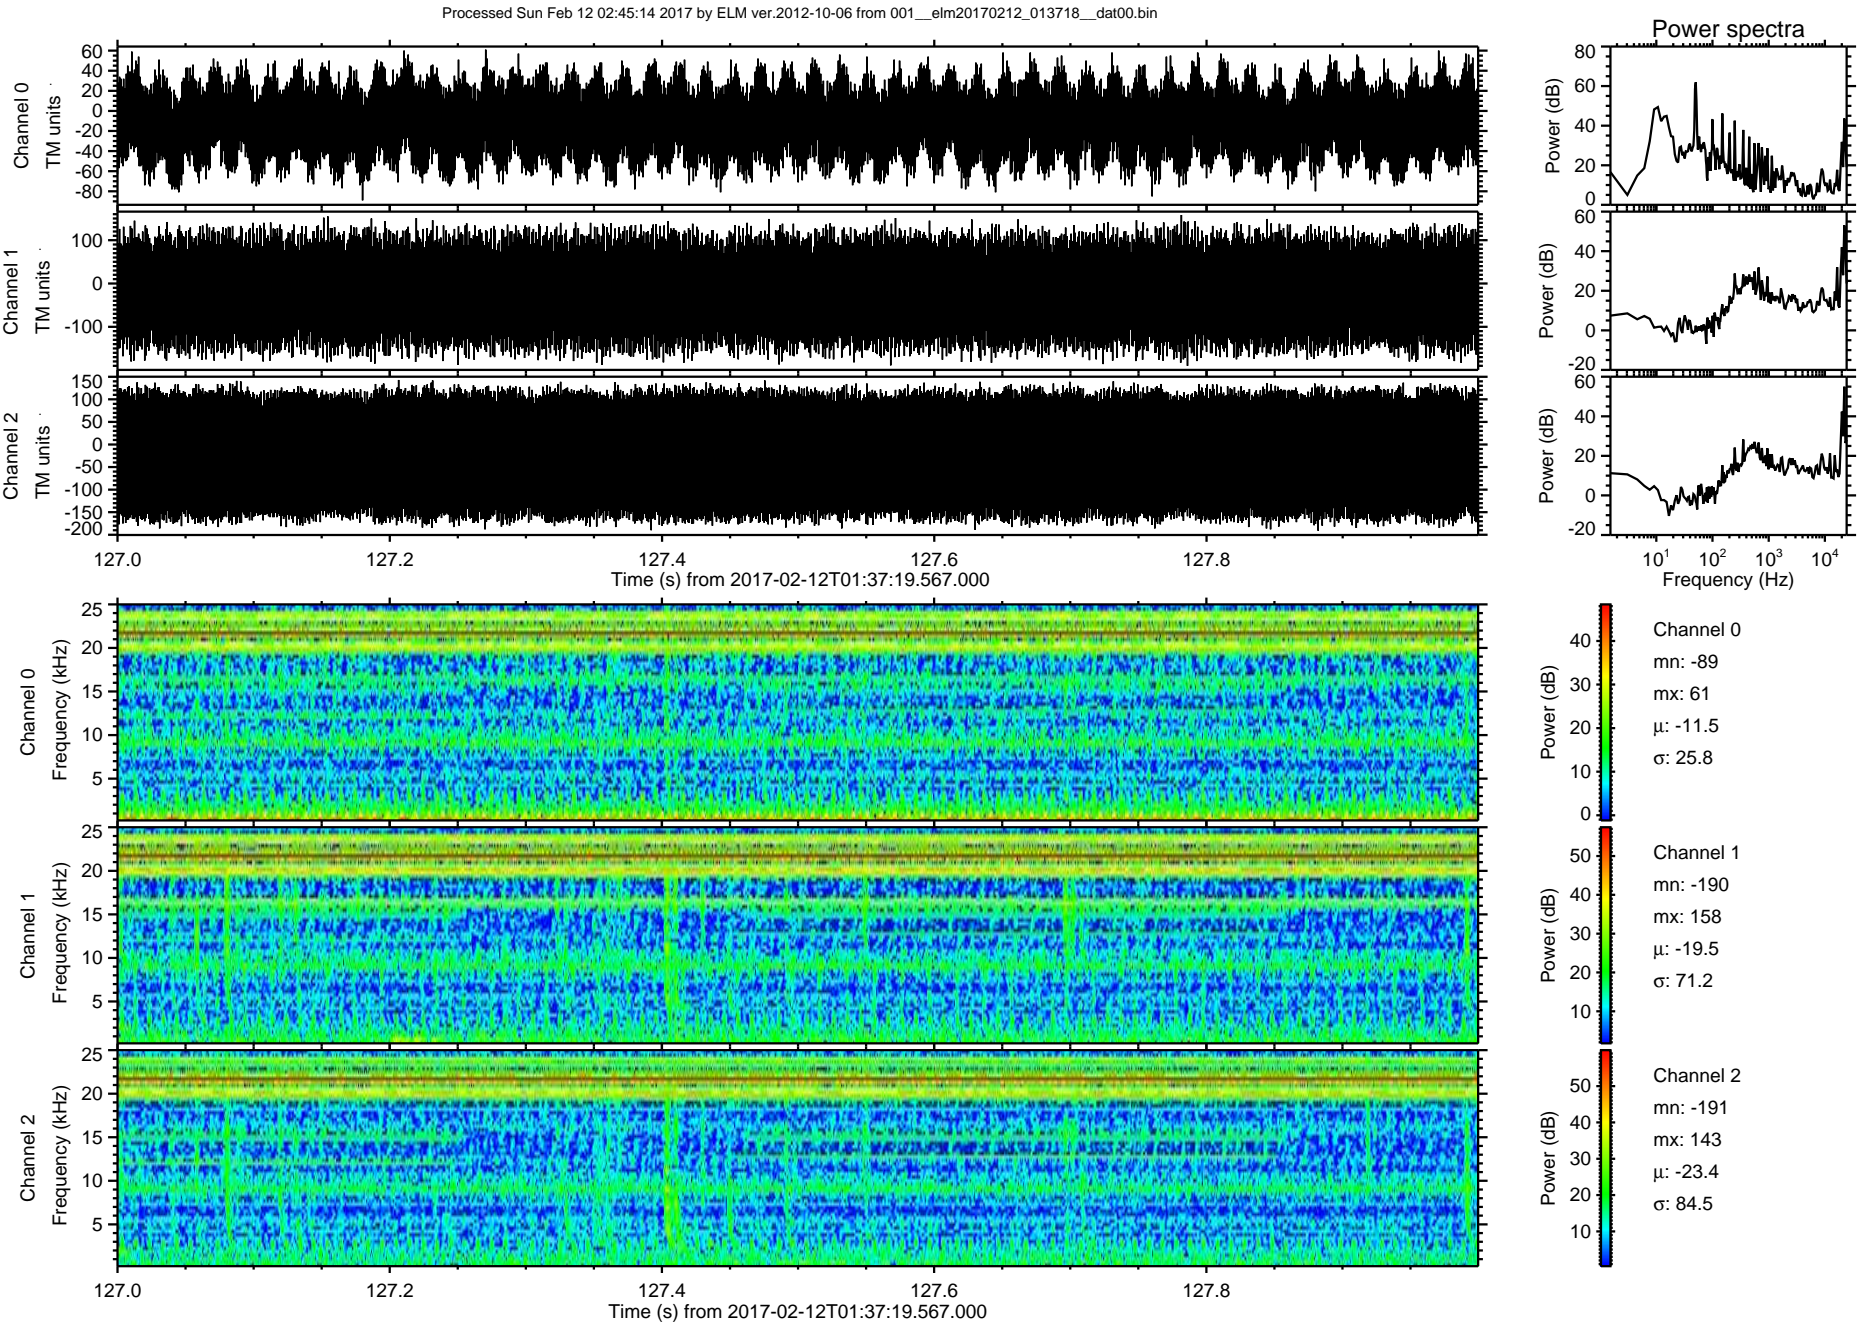 Processed Sun Feb 12 02:45:14 2017 by ELM ver.2012-10-06 from 001__elm20170212_013718__dat00.bin
Power spectra
Channel 0
TM units
60
40
20
0
-20
-40
-60
-80
Power (dB)
80
60
40
20
0
Channel 1
TM units
100
0
-100
Power (dB)
60
40
20
0
-20
Channel 2
TM units
150
100
50
0
-50
-100
-150
-200
Power (dB)
60
40
20
0
-20
127.0 127.2 127.4 127.6 127.8
Time (s) from 2017-02-12T01:37:19.567.000
10¹ 10² 10³ 10⁴
Frequency (Hz)
Channel 0
Frequency (kHz)
25
20
15
10
5
Power (dB)
40
30
20
10
0
Channel 0
mn: -89
mx: 61
µ: -11.5
σ: 25.8
Channel 1
Frequency (kHz)
25
20
15
10
5
Power (dB)
50
40
30
20
10
Channel 1
mn: -190
mx: 158
µ: -19.5
σ: 71.2
Channel 2
Frequency (kHz)
25
20
15
10
5
Power (dB)
50
40
30
20
10
Channel 2
mn: -191
mx: 143
µ: -23.4
σ: 84.5
127.0 127.2 127.4 127.6 127.8
Time (s) from 2017-02-12T01:37:19.567.000